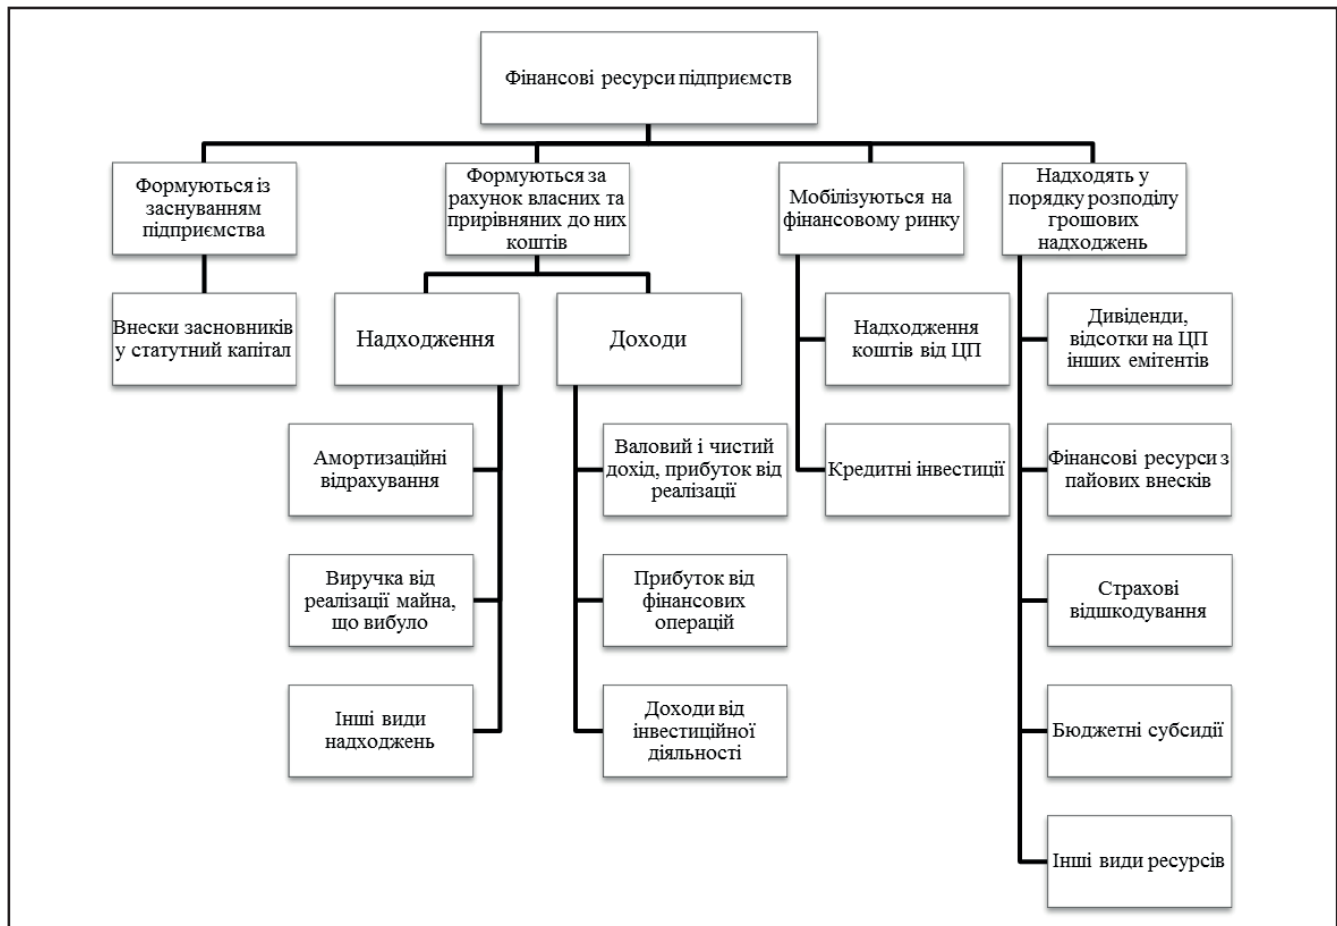 Фінансові ресурси підприємств
Формуються із
заснуванням
підприємства
Формуються за
рахунок власних та
прирівняних до них
коштів
Мобілізуються на
фінансовому ринку
Надходять у
порядку розподілу
грошових
надходжень
Внески засновників
у статутний капітал
Надходження
Доходи
Надходження
коштів від ЦП
Дивіденди,
відсотки на ЦП
інших емітентів
Амортизаційні
відрахування
Валовий і чистий
дохід, прибуток від
реалізації
Кредитні інвестиції
Фінансові ресурси з
пайових внесків
Виручка від
реалізації майна,
що вибуло
Прибуток від
фінансових
операцій
Страхові
відшкодування
Інші види
надходжень
Доходи від
інвестиційної
діяльності
Бюджетні субсидії
Інші види ресурсів